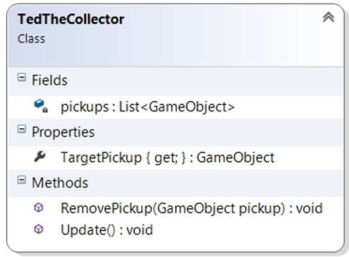 TedTheCollector
Class
Fields
pickups : List<GameObject>
Properties
TargetPickup { get; } : GameObject
Methods
RemovePickup(GameObject pickup) : void
Update() : void